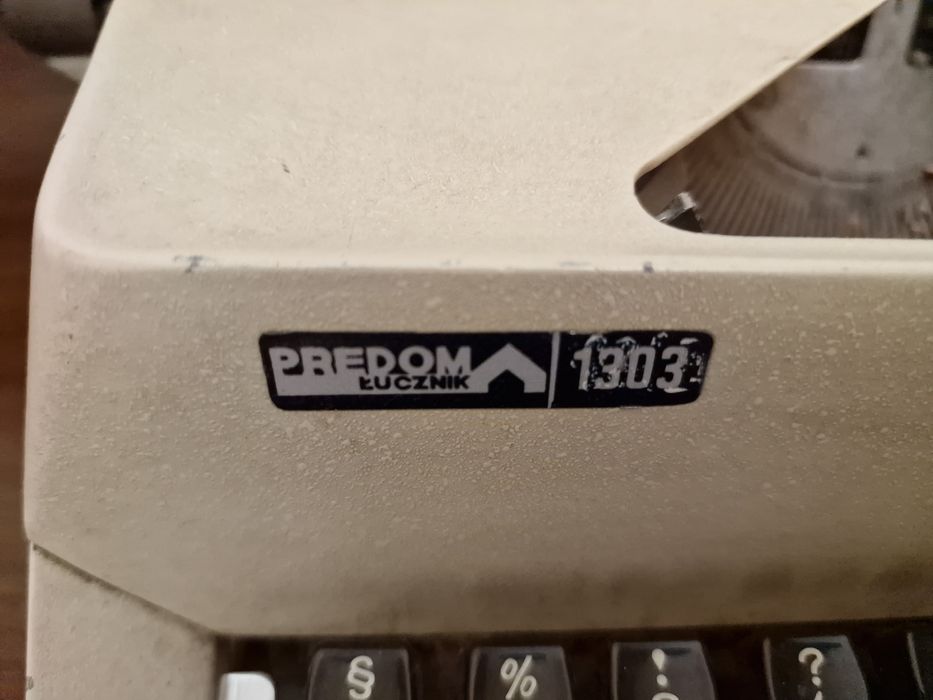 PREDOM 1303
ŁUCZNIK
§ % ! ?